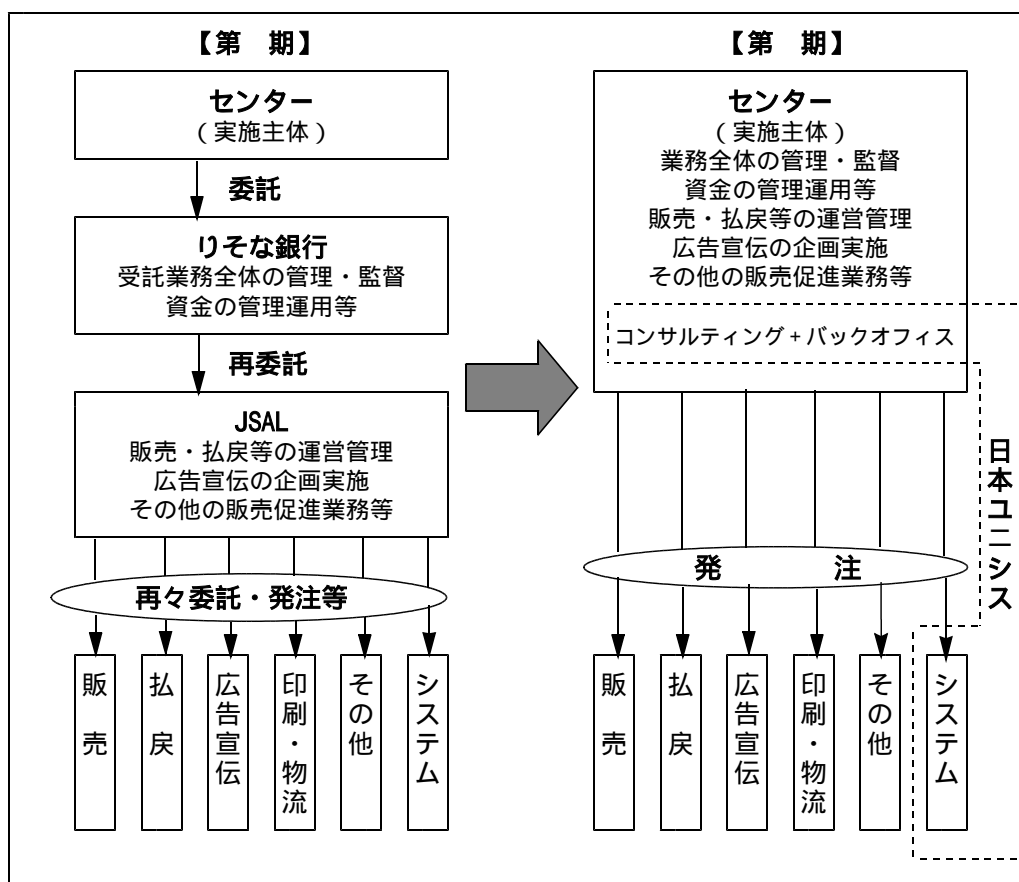 【第　期】
センター
（実施主体）
委託
りそな銀行
受託業務全体の管理・監督
資金の管理運用等
再委託
JSAL
販売・払戻等の運営管理
広告宣伝の企画実施
その他の販売促進業務等
再々委託・発注等
販売
払戻
広告宣伝
印刷・物流
その他
システム
【第　期】
センター
（実施主体）
業務全体の管理・監督
資金の管理運用等
販売・払戻等の運営管理
広告宣伝の企画実施
その他の販売促進業務等
コンサルティング＋バックオフィス
日本ユニシス
発　　注
販売
払戻
広告宣伝
印刷・物流
その他
システム